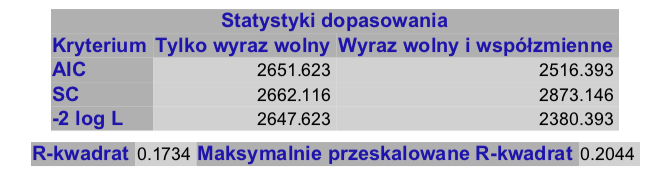 Statystyki dopasowania
Kryterium Tylko wyraz wolny Wyraz wolny i współzmienne
AIC 2651.623 2516.393
SC 2662.116 2873.146
-2 log L 2647.623 2380.393
R-kwadrat 0.1734 Maksymalnie przeskalowane R-kwadrat 0.2044